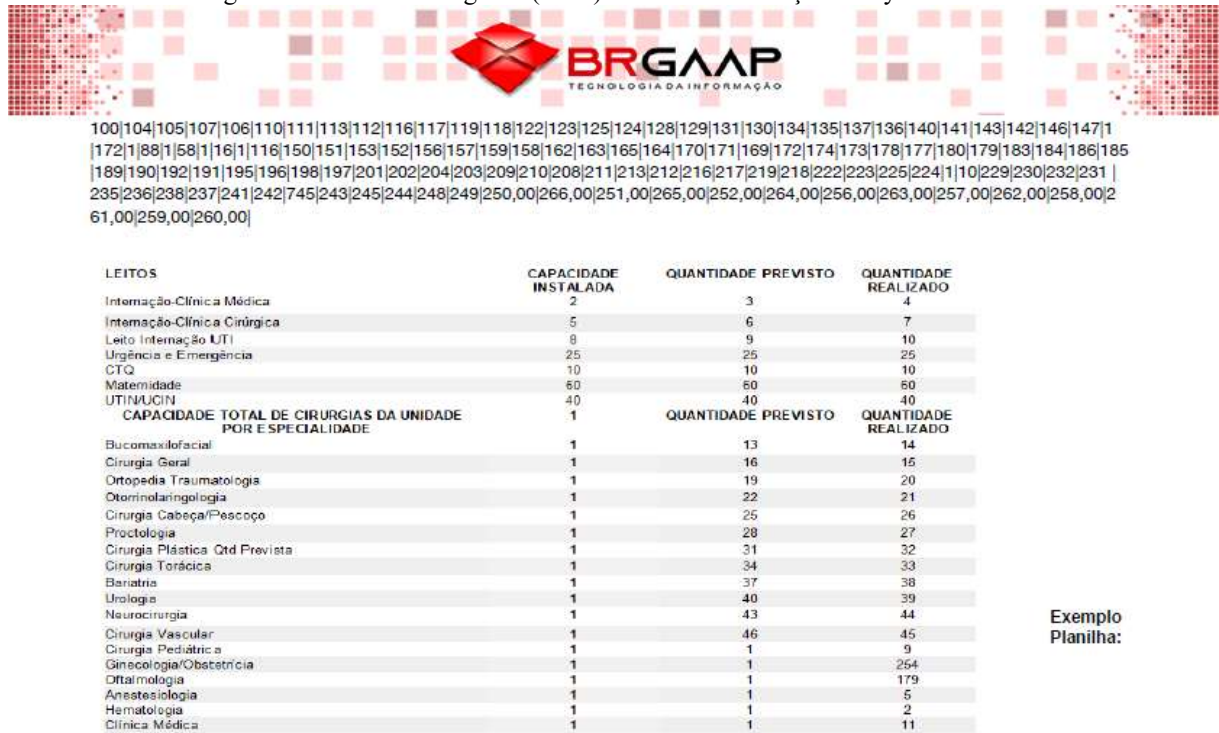 BRGAAP
TECNOLOGIA DA INFORMAÇÃO
100|104|105|107|106|110|111|113|112|116|117|119|118|122|123|125|124|128|129|131|130|134|135|137|136|140|141|143|142|146|147|1
|172|1|88|1|58|1|16|1|116|150|151|153|152|156|157|159|158|162|163|165|164|170|171|169|172|174|173|178|177|180|179|183|184|186|185
|189|190|192|191|195|196|198|197|201|202|204|203|209|210|208|211|213|212|216|217|219|218|222|223|225|224|1|10|229|230|232|231 |
235|236|238|237|241|242|745|243|245|244|248|249|250,00|266,00|251,00|265,00|252,00|264,00|256,00|263,00|257,00|262,00|258,00|2
61,00|259,00|260,00|
LEITOS CAPACIDADE INSTALADA QUANTIDADE PREVISTO QUANTIDADE REALIZADO
Internação-Clínica Médica 2 3 4
Internação-Clínica Cirúrgica 5 6 7
Leito Internação UTI 8 9 10
Urgência e Emergência 25 25 25
CTQ 10 10 10
Maternidade 60 60 60
UTIN/UCIN 40 40 40
CAPACIDADE TOTAL DE CIRURGIAS DA UNIDADE POR ESPECIALIDADE 1 QUANTIDADE PREVISTO QUANTIDADE REALIZADO
Bucomaxilofacial 1 13 14
Cirurgia Geral 1 16 15
Ortopedia Traumatologia 1 19 20
Otorrinolaringologia 1 22 21
Cirurgia Cabeça/Pescoço 1 25 26
Proctologia 1 28 27
Cirurgia Plástica Qtd Prevista 1 31 32
Cirurgia Torácica 1 34 33
Bariatria 1 37 38
Urologia 1 40 39
Neurocirurgia 1 43 44
Cirurgia Vascular 1 46 45
Cirurgia Pediátrica 1 1 9
Ginecologia/Obstetrícia 1 1 254
Oftalmologia 1 1 179
Anestesiologia 1 1 5
Hematologia 1 1 2
Clínica Médica 1 1 11
Exemplo
Planilha: